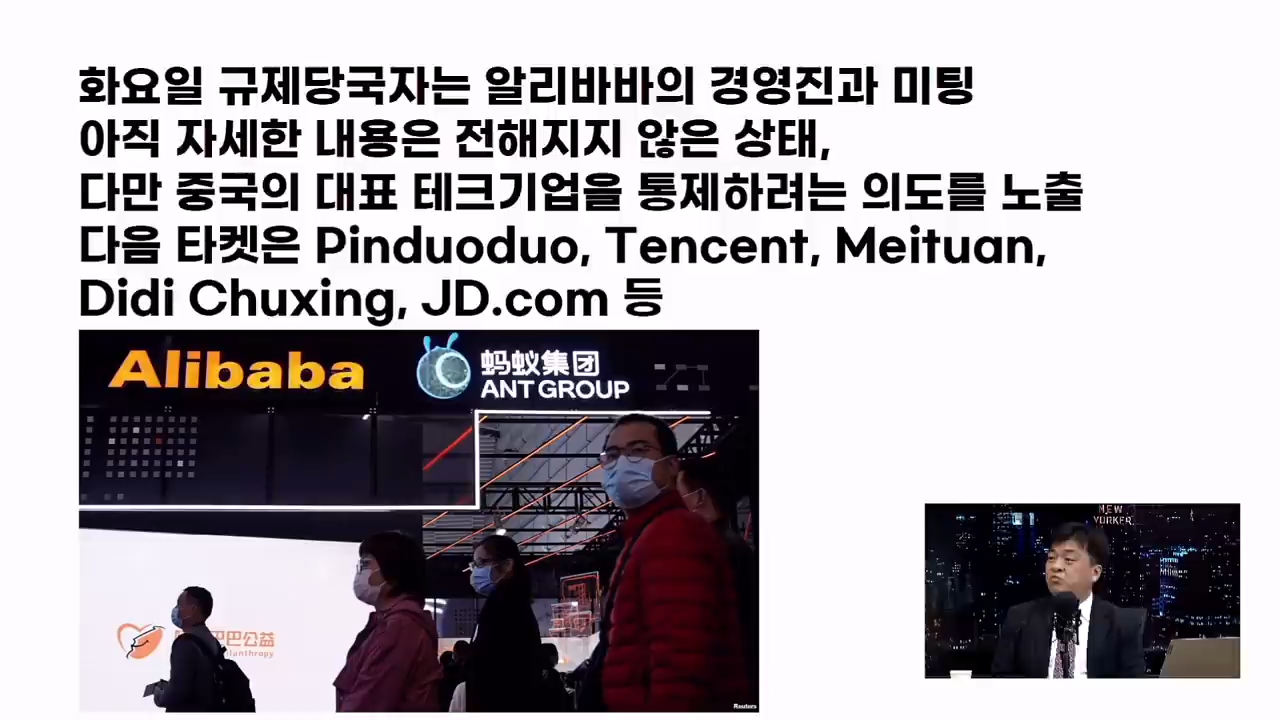 화요일 규제당국자는 알리바바의 경영진과 미팅
아직 자세한 내용은 전해지지 않은 상태,
다만 중국의 대표 테크기업을 통제하려는 의도를 노출
다음 타켓은 Pinduoduo, Tencent, Meituan,
Didi Chuxing, JD.com 등
Alibaba
蚂蚁集团
ANT GROUP
巴公益
Reuters
NEW
YORKER